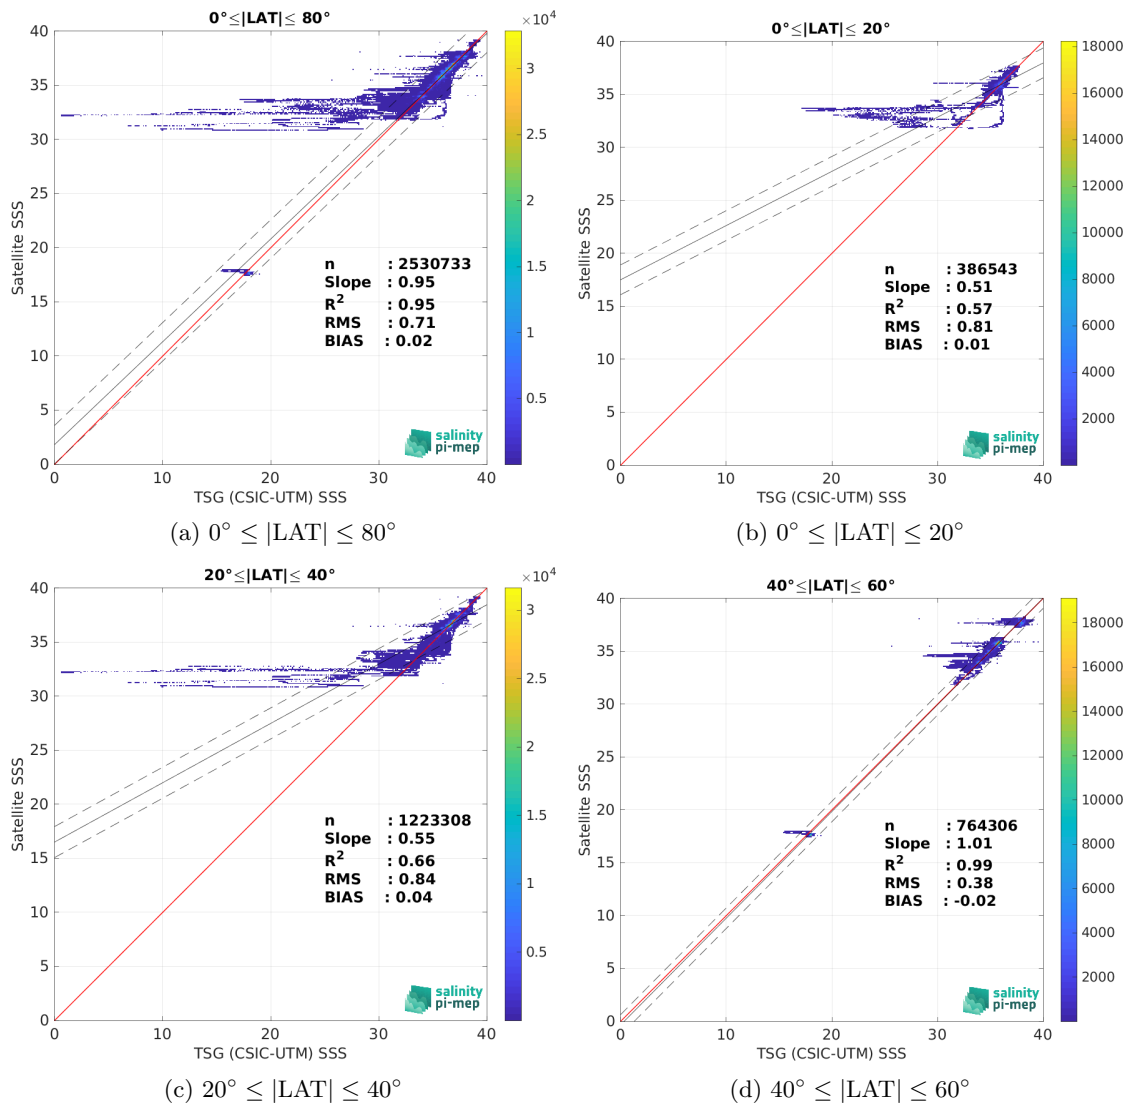 0°≤|LAT|≤ 80°
×10⁴
Satellite SSS
40
35
30
25
20
15
10
5
0
n : 2530733
Slope : 0.95
R² : 0.95
RMS : 0.71
BIAS : 0.02
salinity
pi-mep
0 10 20 30 40
TSG (CSIC-UTM) SSS
3
2.5
2
1.5
1
0.5
(a) 0° ≤ |LAT| ≤ 80°
0°≤|LAT|≤ 20°
Satellite SSS
40
35
30
25
20
15
10
5
0
n : 386543
Slope : 0.51
R² : 0.57
RMS : 0.81
BIAS : 0.01
salinity
pi-mep
0 10 20 30 40
TSG (CSIC-UTM) SSS
18000
16000
14000
12000
10000
8000
6000
4000
2000
(b) 0° ≤ |LAT| ≤ 20°
20°≤|LAT|≤ 40°
×10⁴
Satellite SSS
40
35
30
25
20
15
10
5
0
n : 1223308
Slope : 0.55
R² : 0.66
RMS : 0.84
BIAS : 0.04
salinity
pi-mep
0 10 20 30 40
TSG (CSIC-UTM) SSS
3
2.5
2
1.5
1
0.5
(c) 20° ≤ |LAT| ≤ 40°
40°≤|LAT|≤ 60°
Satellite SSS
40
35
30
25
20
15
10
5
0
n : 764306
Slope : 1.01
R² : 0.99
RMS : 0.38
BIAS : -0.02
salinity
pi-mep
0 10 20 30 40
TSG (CSIC-UTM) SSS
18000
16000
14000
12000
10000
8000
6000
4000
2000
(d) 40° ≤ |LAT| ≤ 60°